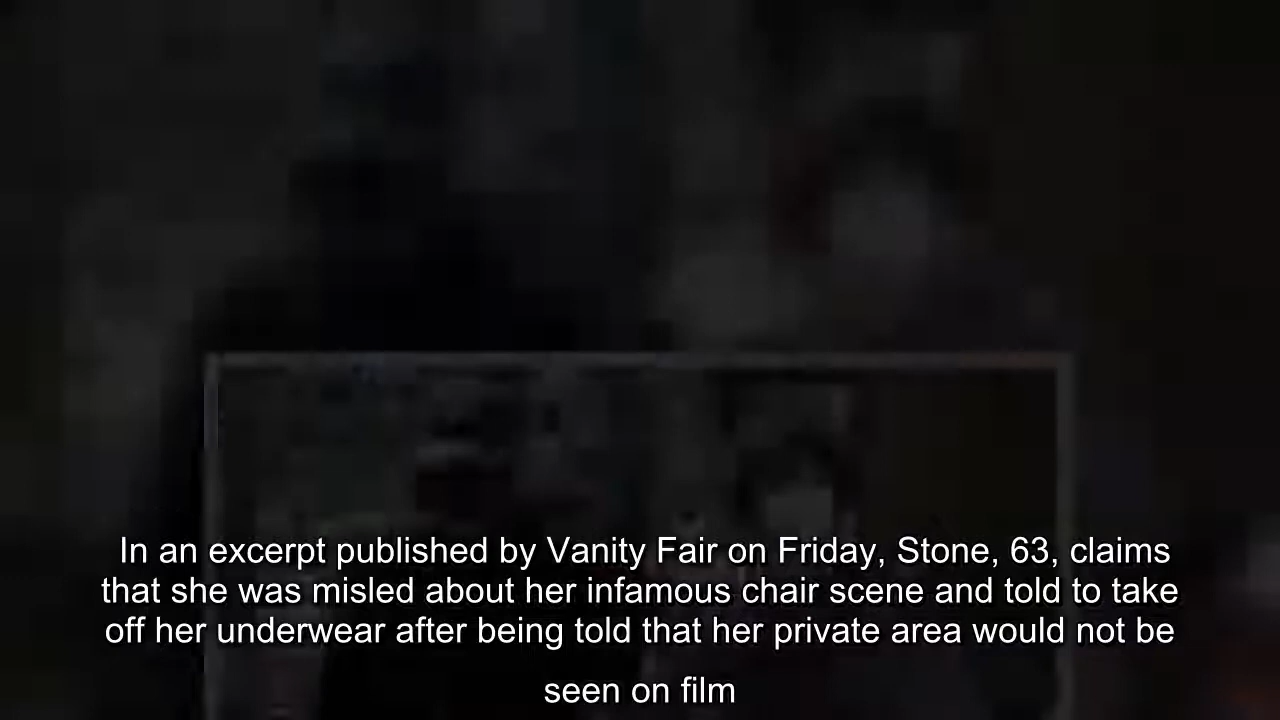 In an excerpt published by Vanity Fair on Friday, Stone, 63, claims
that she was misled about her infamous chair scene and told to take
off her underwear after being told that her private area would not be
seen on film